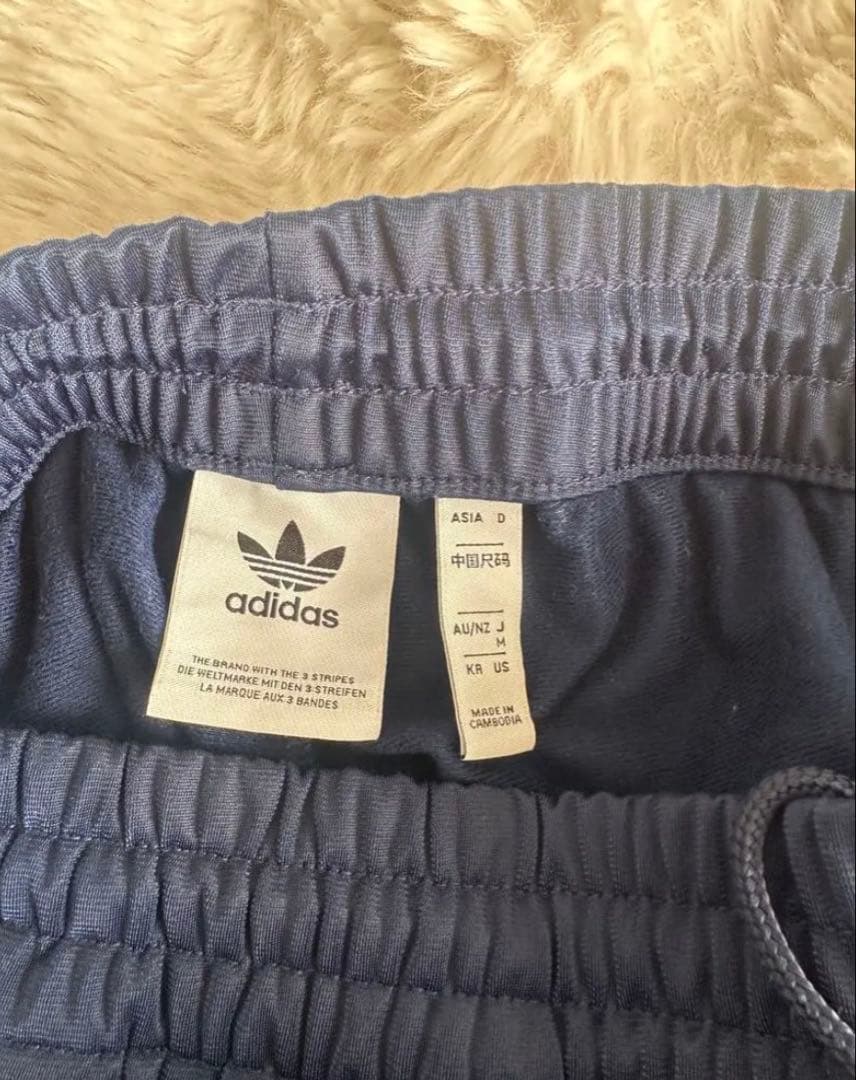 adidas
THE BRAND WITH THE 3 STRIPES
DIE WELTMARKE MIT DEN 3 STREIFEN
LA MARQUE AUX 3 BANDES
ASIA D
中国尺码
AU/NZ J
M
KR US
MADE IN
CAMBODIA